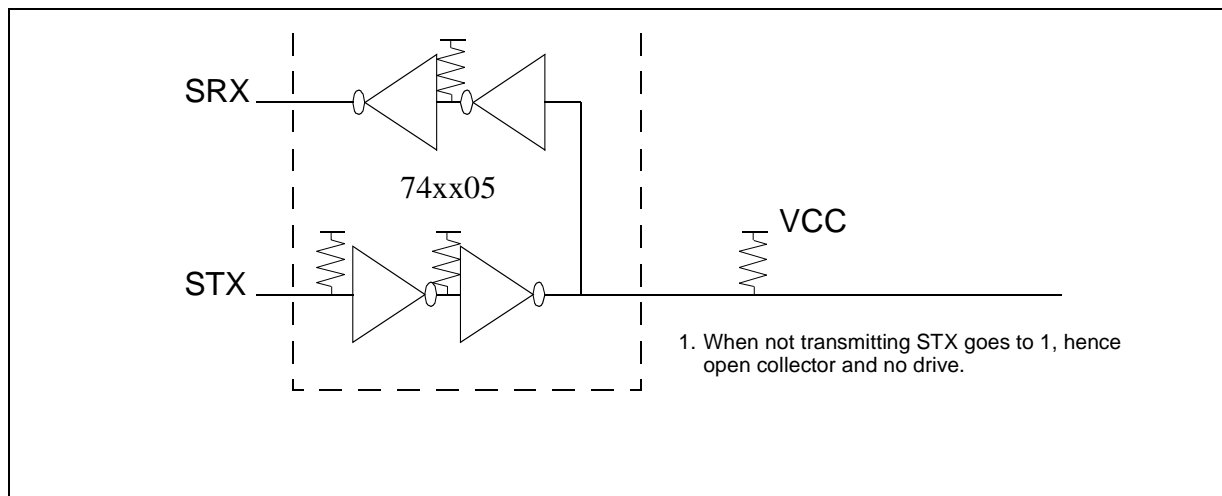 SRX
74xx05
VCC
STX
1. When not transmitting STX goes to 1, hence
open collector and no drive.